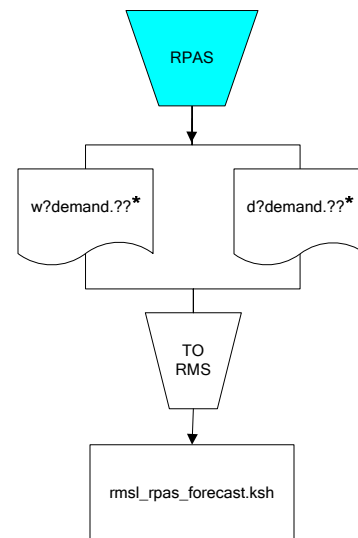 RPAS
w?demand.??*
d?demand.??*
TO
RMS
rmsl_rpas_forecast.ksh